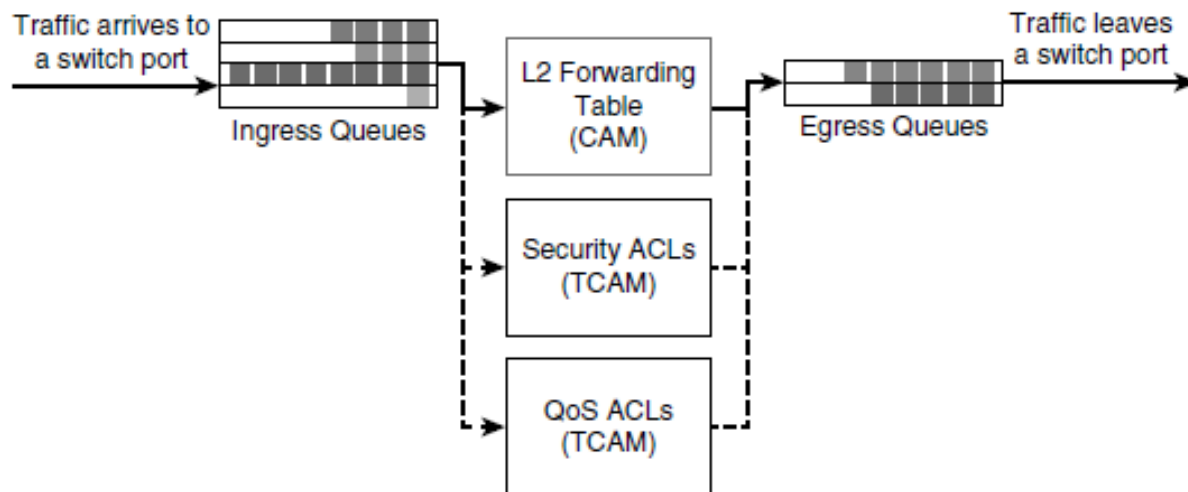 Traffic arrives to
a switch port
Ingress Queues
L2 Forwarding
Table
(CAM)
Security ACLs
(TCAM)
QoS ACLs
(TCAM)
Egress Queues
Traffic leaves
a switch port